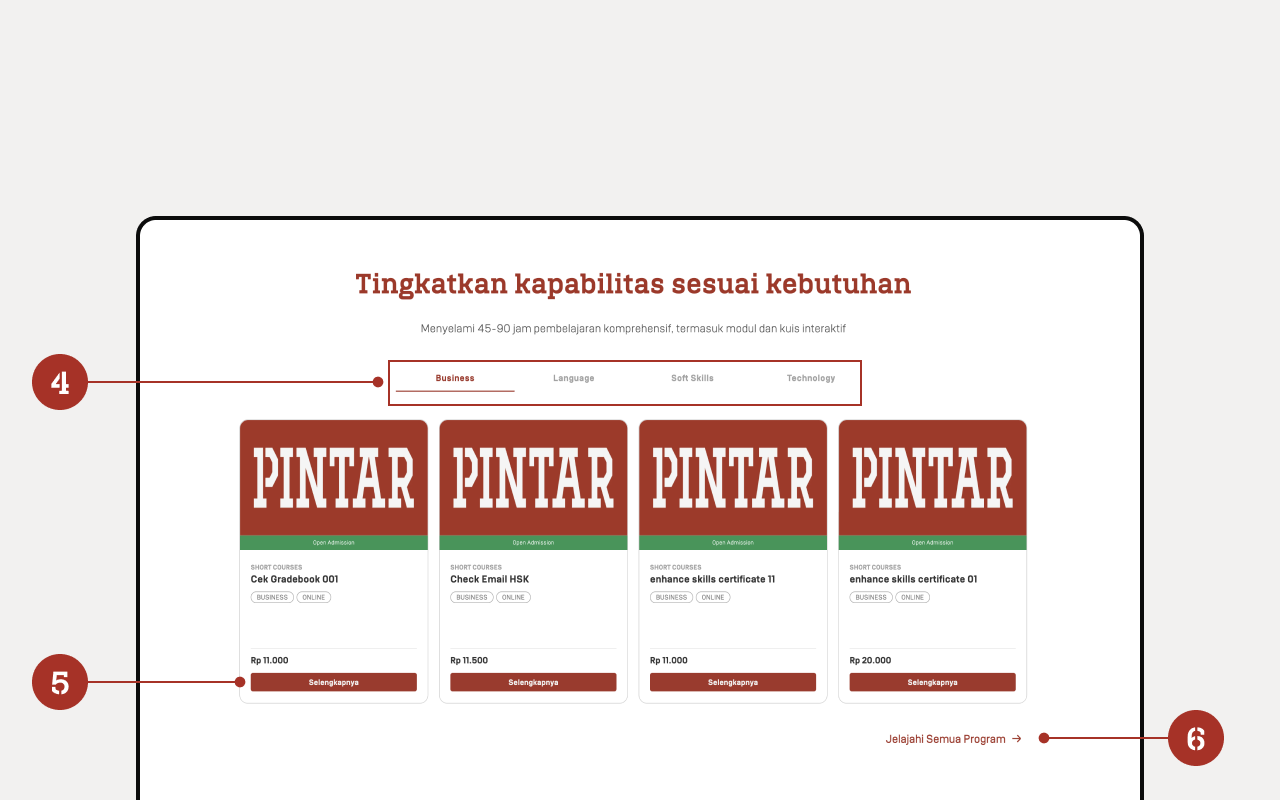 Tingkatkan kapabilitas sesuai kebutuhan
Menyelami 45-90 jam pembelajaran komprehensif, termasuk modul dan kuis interaktif
4
Business Language Soft Skills Technology
PINTAR PINTAR PINTAR PINTAR
Open Admission Open Admission Open Admission Open Admission
SHORT COURSES SHORT COURSES SHORT COURSES SHORT COURSES
Cek Gradebook 001 Check Email HSK enhance skills certificate 11 enhance skills certificate 01
BUSINESS ONLINE BUSINESS ONLINE BUSINESS ONLINE BUSINESS ONLINE
Rp 11.000 Rp 11.500 Rp 11.000 Rp 20.000
5
Selengkapnya Selengkapnya Selengkapnya Selengkapnya
Jelajahi Semua Program →
6